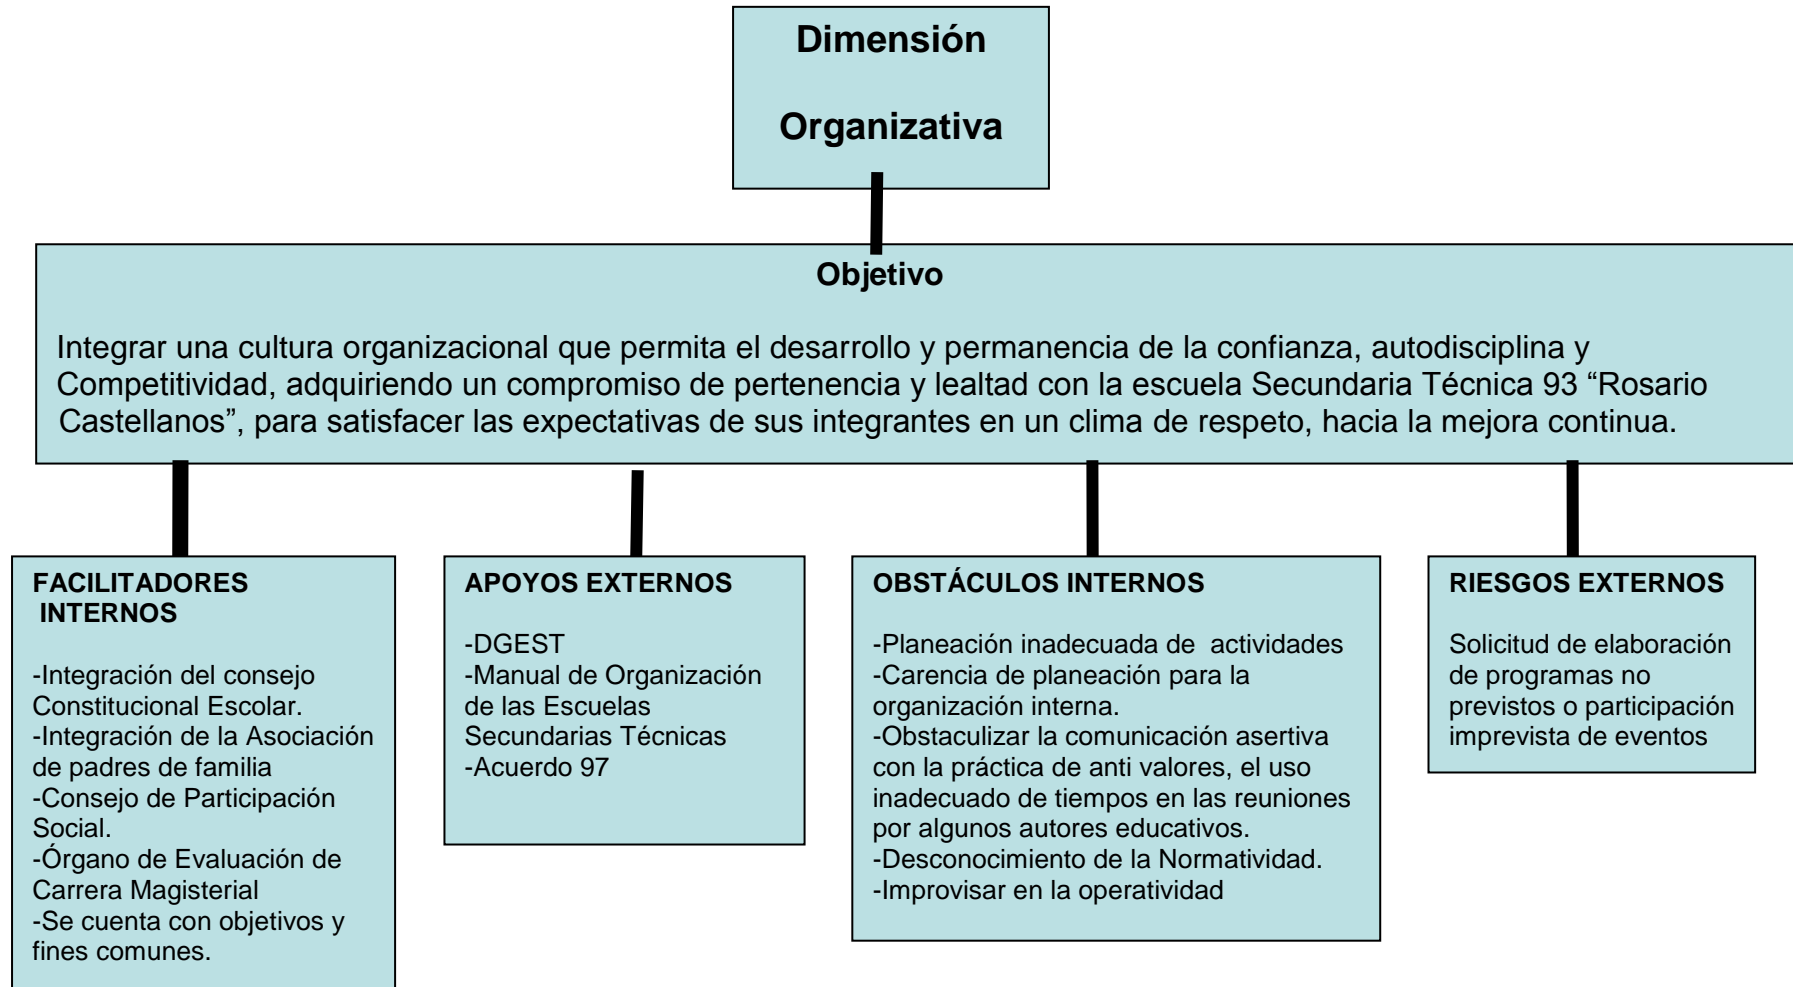 Dimensión
Organizativa
Objetivo
Integrar una cultura organizacional que permita el desarrollo y permanencia de la confianza, autodisciplina y
Competitividad, adquiriendo un compromiso de pertenencia y lealtad con la escuela Secundaria Técnica 93 “Rosario
Castellanos”, para satisfacer las expectativas de sus integrantes en un clima de respeto, hacia la mejora continua.
FACILITADORES
INTERNOS
-Integración del consejo
Constitucional Escolar.
-Integración de la Asociación
de padres de familia
-Consejo de Participación
Social.
-Órgano de Evaluación de
Carrera Magisterial
-Se cuenta con objetivos y
fines comunes.
APOYOS EXTERNOS
-DGEST
-Manual de Organización
de las Escuelas
Secundarias Técnicas
-Acuerdo 97
OBSTÁCULOS INTERNOS
-Planeación inadecuada de actividades
-Carencia de planeación para la
organización interna.
-Obstaculizar la comunicación asertiva
con la práctica de anti valores, el uso
inadecuado de tiempos en las reuniones
por algunos autores educativos.
-Desconocimiento de la Normatividad.
-Improvisar en la operatividad
RIESGOS EXTERNOS
Solicitud de elaboración
de programas no
previstos o participación
imprevista de eventos